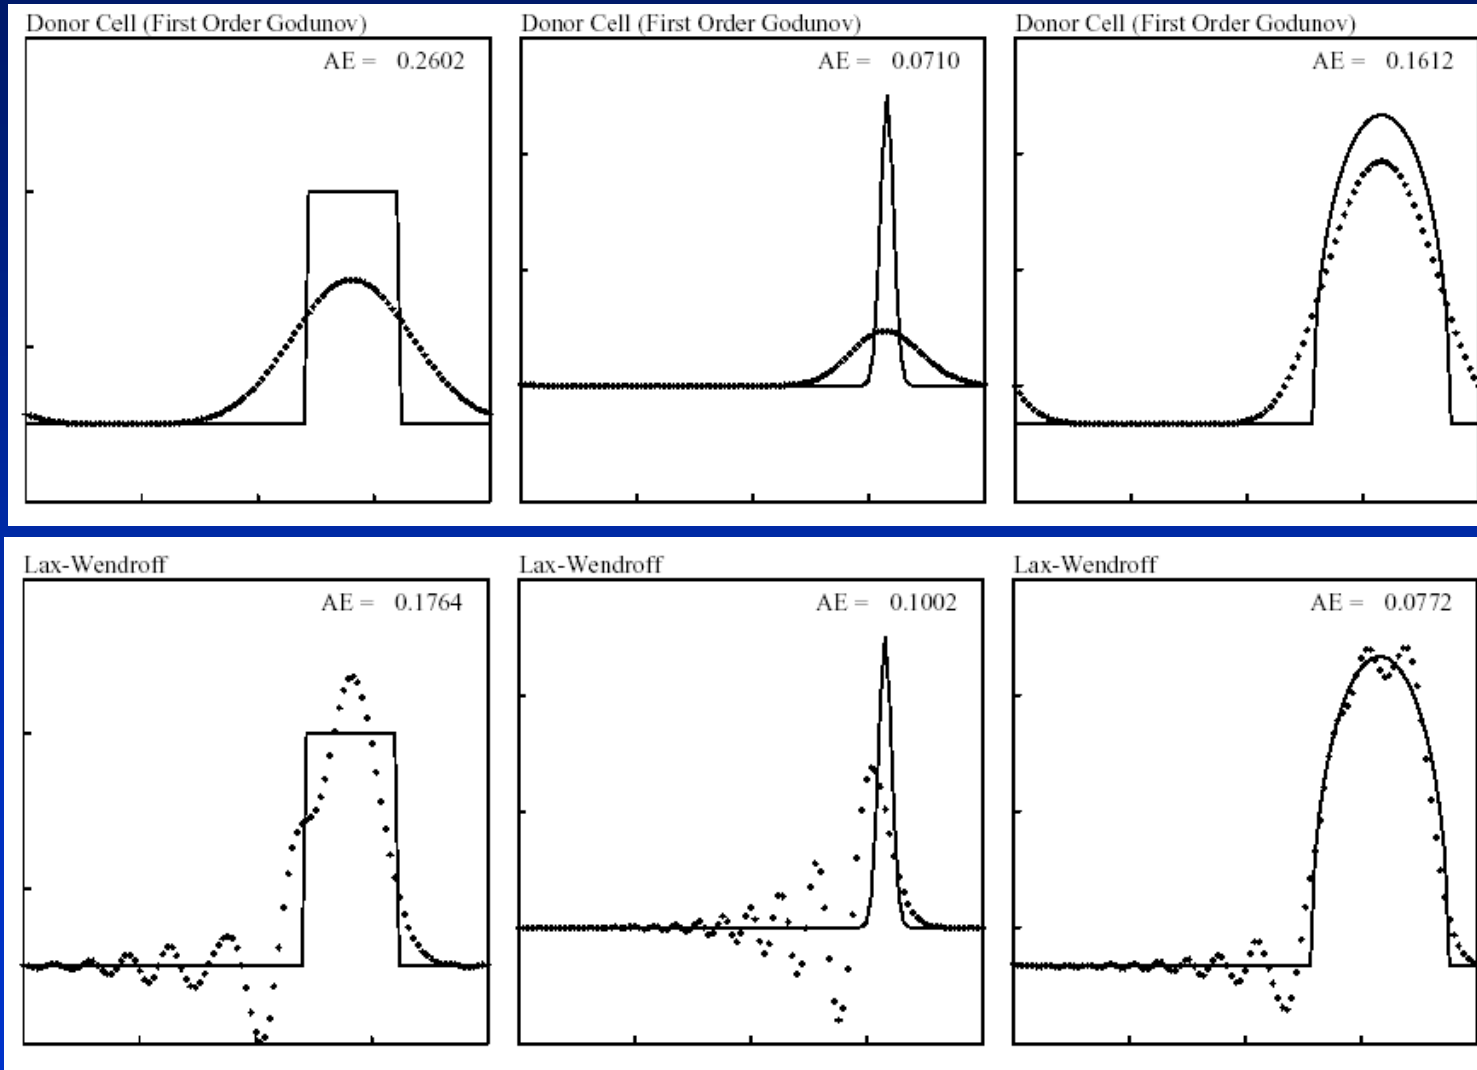 Donor Cell (First Order Godunov)
AE = 0.2602
Donor Cell (First Order Godunov)
AE = 0.0710
Donor Cell (First Order Godunov)
AE = 0.1612
Lax-Wendroff
AE = 0.1764
Lax-Wendroff
AE = 0.1002
Lax-Wendroff
AE = 0.0772